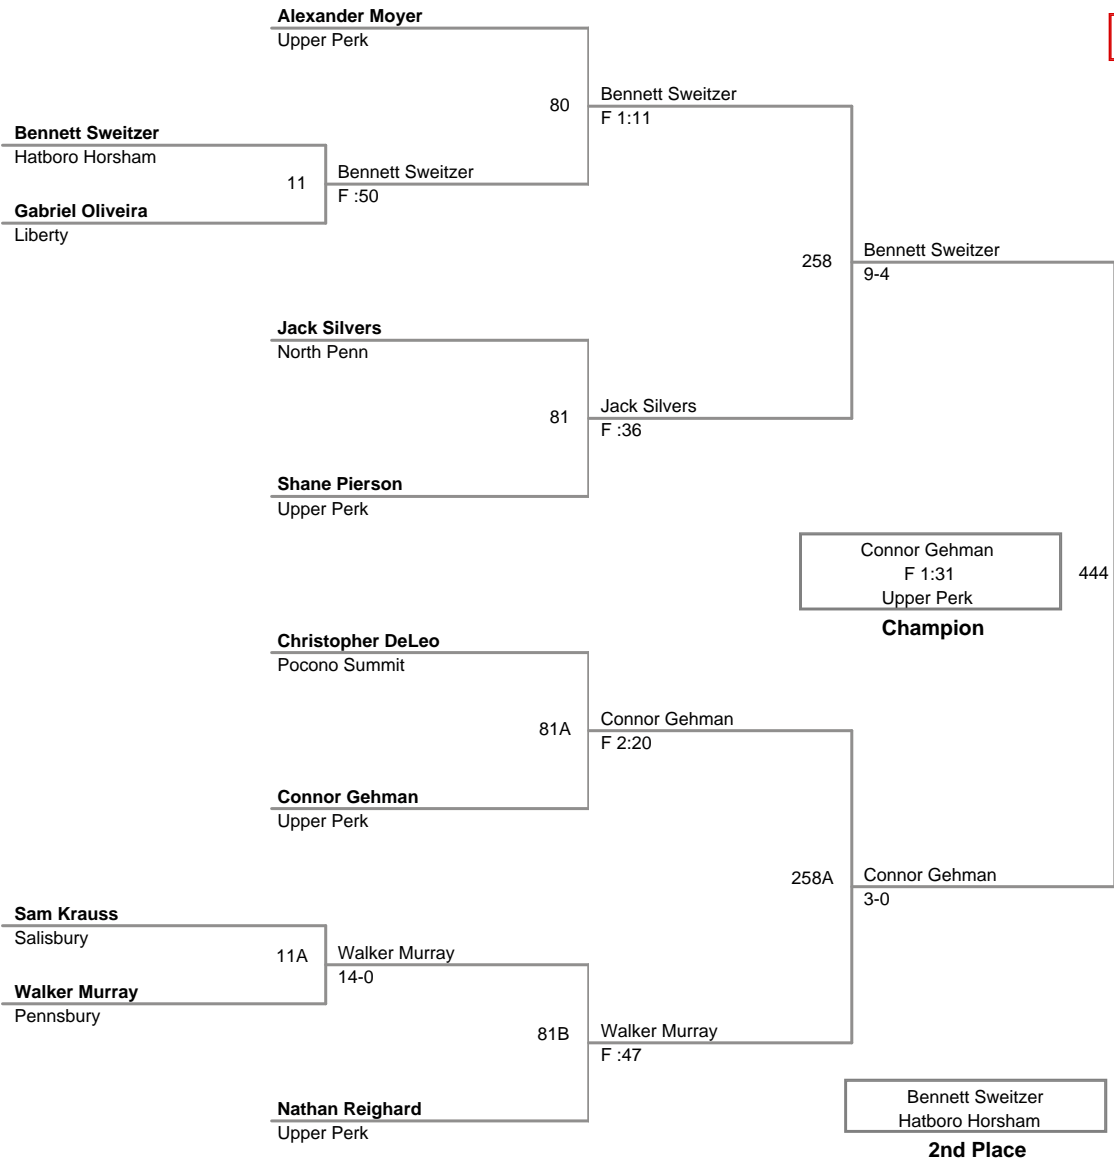 Alexander Moyer
Upper Perk
80
Bennett Sweitzer
F 1:11
Bennett Sweitzer
Hatboro Horsham
11
Bennett Sweitzer
F :50
Gabriel Oliveira
Liberty
258
Bennett Sweitzer
9-4
Jack Silvers
North Penn
81
Jack Silvers
F :36
Shane Pierson
Upper Perk
Connor Gehman
F 1:31
Upper Perk
444
Champion
Christopher DeLeo
Pocono Summit
81A
Connor Gehman
F 2:20
Connor Gehman
Upper Perk
258A
Connor Gehman
3-0
Sam Krauss
Salisbury
11A
Walker Murray
14-0
Walker Murray
Pennsbury
81B
Walker Murray
F :47
Nathan Reighard
Upper Perk
Bennett Sweitzer
Hatboro Horsham
2nd Place